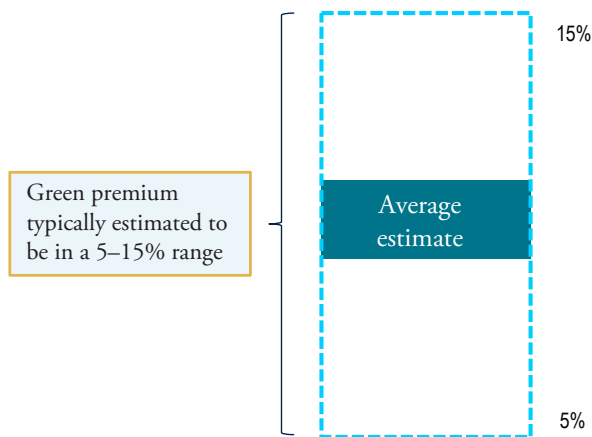 15%
Green premium
typically estimated to
be in a 5–15% range
Average
estimate
5%